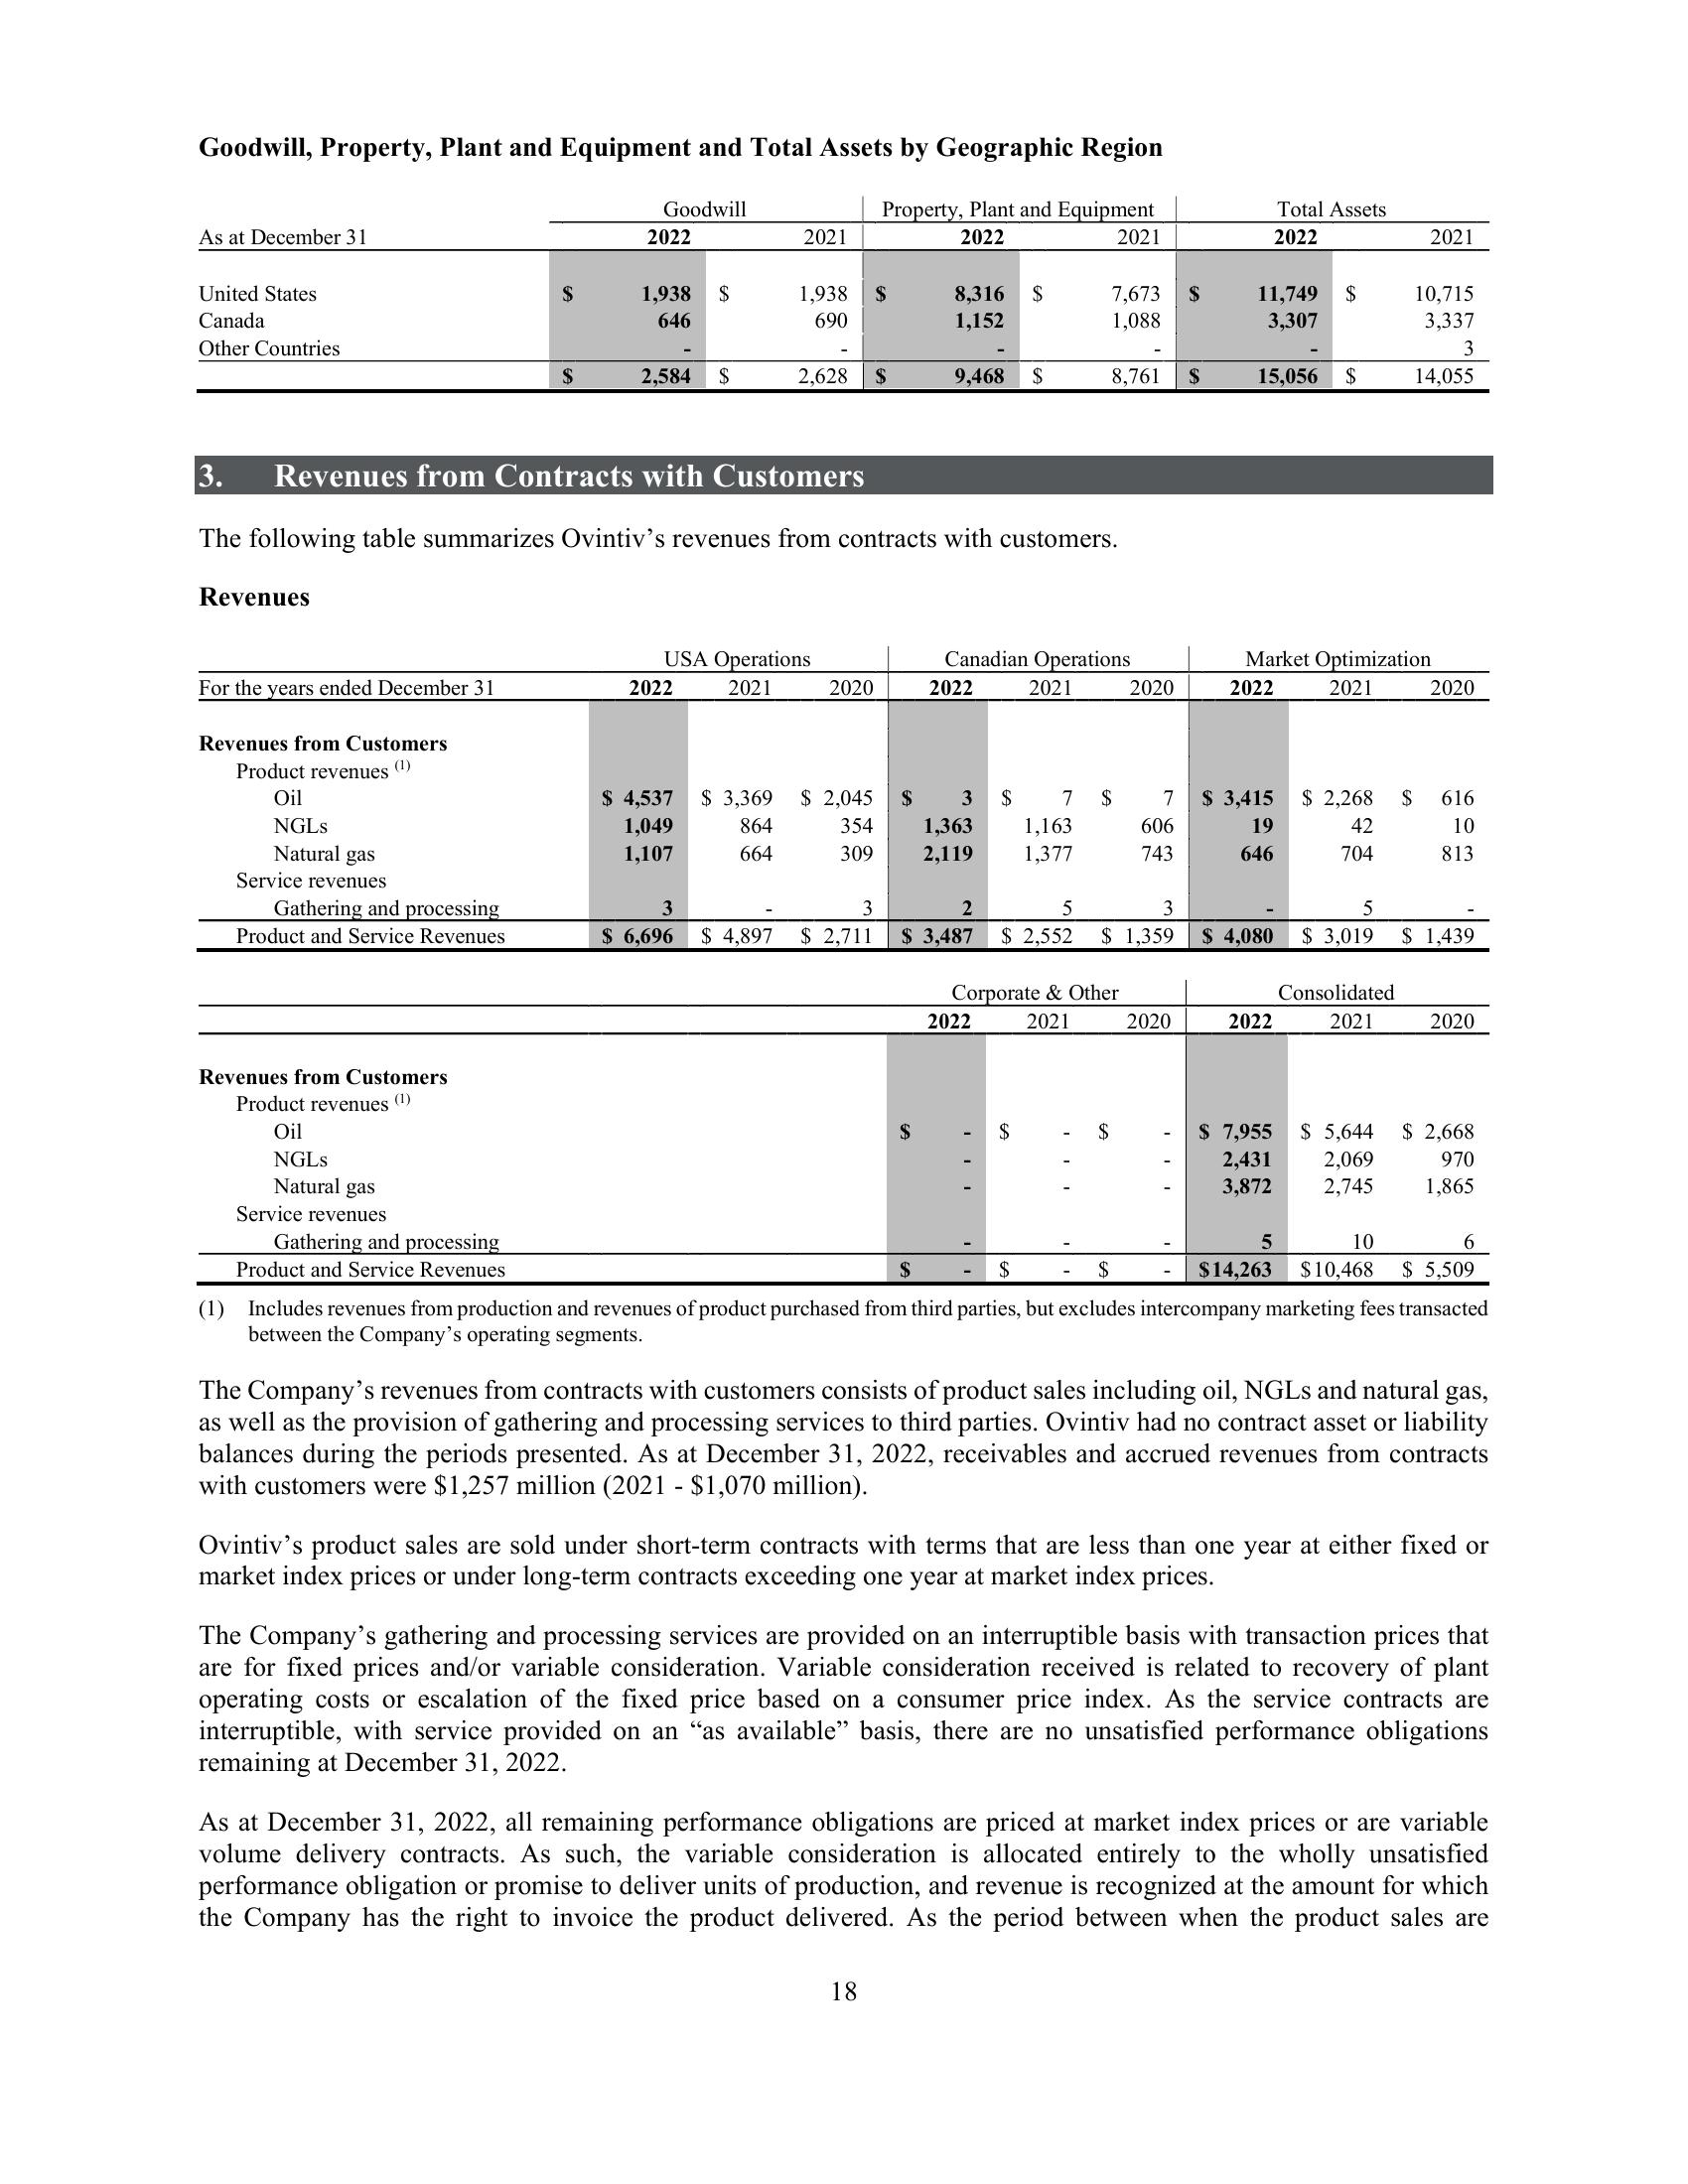 Goodwill, Property, Plant and Equipment and Total Assets by Geographic Region
Goodwill Property, Plant and Equipment Total Assets
As at December 31 2022 2021 2022 2021 2022 2021
United States $ 1,938 $ 1,938 $ 8,316 $ 7,673 $ 11,749 $ 10,715
Canada 646 690 1,152 1,088 3,307 3,337
Other Countries - - - - - 3
$ 2,584 $ 2,628 $ 9,468 $ 8,761 $ 15,056 $ 14,055
3. Revenues from Contracts with Customers
The following table summarizes Ovintiv’s revenues from contracts with customers.
Revenues
USA Operations Canadian Operations Market Optimization
For the years ended December 31 2022 2021 2020 2022 2021 2020 2022 2021 2020
Revenues from Customers
Product revenues (1)
Oil $ 4,537 $ 3,369 $ 2,045 $ 3 $ 7 $ 7 $ 3,415 $ 2,268 $ 616
NGLs 1,049 864 354 1,363 1,163 606 19 42 10
Natural gas 1,107 664 309 2,119 1,377 743 646 704 813
Service revenues
Gathering and processing 3 - 3 2 5 3 - 5 -
Product and Service Revenues $ 6,696 $ 4,897 $ 2,711 $ 3,487 $ 2,552 $ 1,359 $ 4,080 $ 3,019 $ 1,439
Corporate & Other Consolidated
2022 2021 2020 2022 2021 2020
Revenues from Customers
Product revenues (1)
Oil $ - $ - $ - $ 7,955 $ 5,644 $ 2,668
NGLs - - - 2,431 2,069 970
Natural gas - - - 3,872 2,745 1,865
Service revenues
Gathering and processing - - - 5 10 6
Product and Service Revenues $ - $ - $ - $14,263 $10,468 $ 5,509
(1) Includes revenues from production and revenues of product purchased from third parties, but excludes intercompany marketing fees transacted
between the Company’s operating segments.
The Company’s revenues from contracts with customers consists of product sales including oil, NGLs and natural gas,
as well as the provision of gathering and processing services to third parties. Ovintiv had no contract asset or liability
balances during the periods presented. As at December 31, 2022, receivables and accrued revenues from contracts
with customers were $1,257 million (2021 - $1,070 million).
Ovintiv’s product sales are sold under short-term contracts with terms that are less than one year at either fixed or
market index prices or under long-term contracts exceeding one year at market index prices.
The Company’s gathering and processing services are provided on an interruptible basis with transaction prices that
are for fixed prices and/or variable consideration. Variable consideration received is related to recovery of plant
operating costs or escalation of the fixed price based on a consumer price index. As the service contracts are
interruptible, with service provided on an “as available” basis, there are no unsatisfied performance obligations
remaining at December 31, 2022.
As at December 31, 2022, all remaining performance obligations are priced at market index prices or are variable
volume delivery contracts. As such, the variable consideration is allocated entirely to the wholly unsatisfied
performance obligation or promise to deliver units of production, and revenue is recognized at the amount for which
the Company has the right to invoice the product delivered. As the period between when the product sales are
18